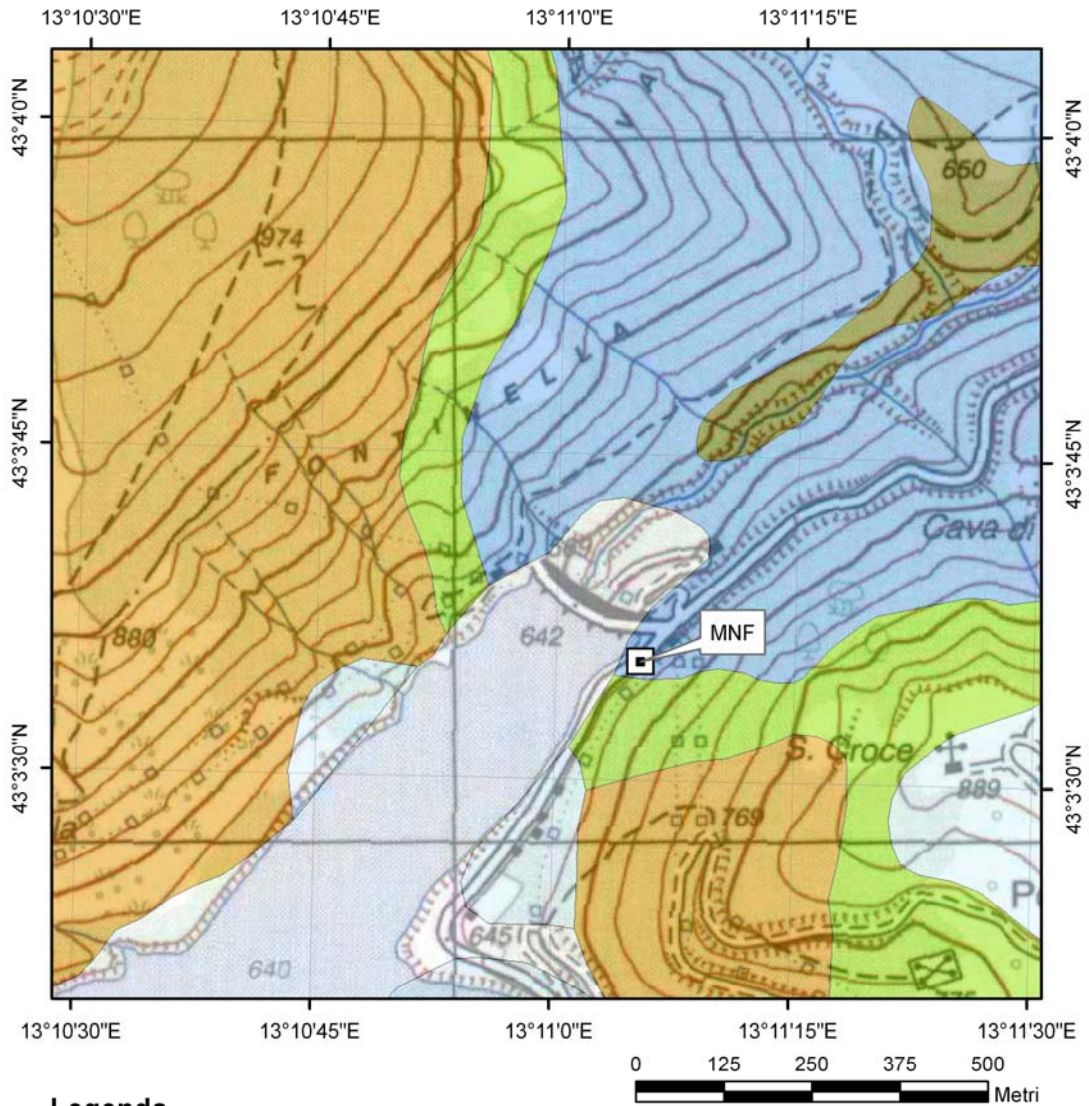 13°10'30"E 13°10'45"E 13°11'0"E 13°11'15"E
43°4'0"N
43°4'0"N
650
974
F O N T I E L L A
43°3'45"N
43°3'45"N
Cava di
642
MNF
880
S. Croce
889
43°3'30"N
43°3'30"N
769
la
645
640
13°10'30"E 13°10'45"E 13°11'0"E 13°11'15"E 13°11'30"E
0 125 250 375 500
Metri
Legenda